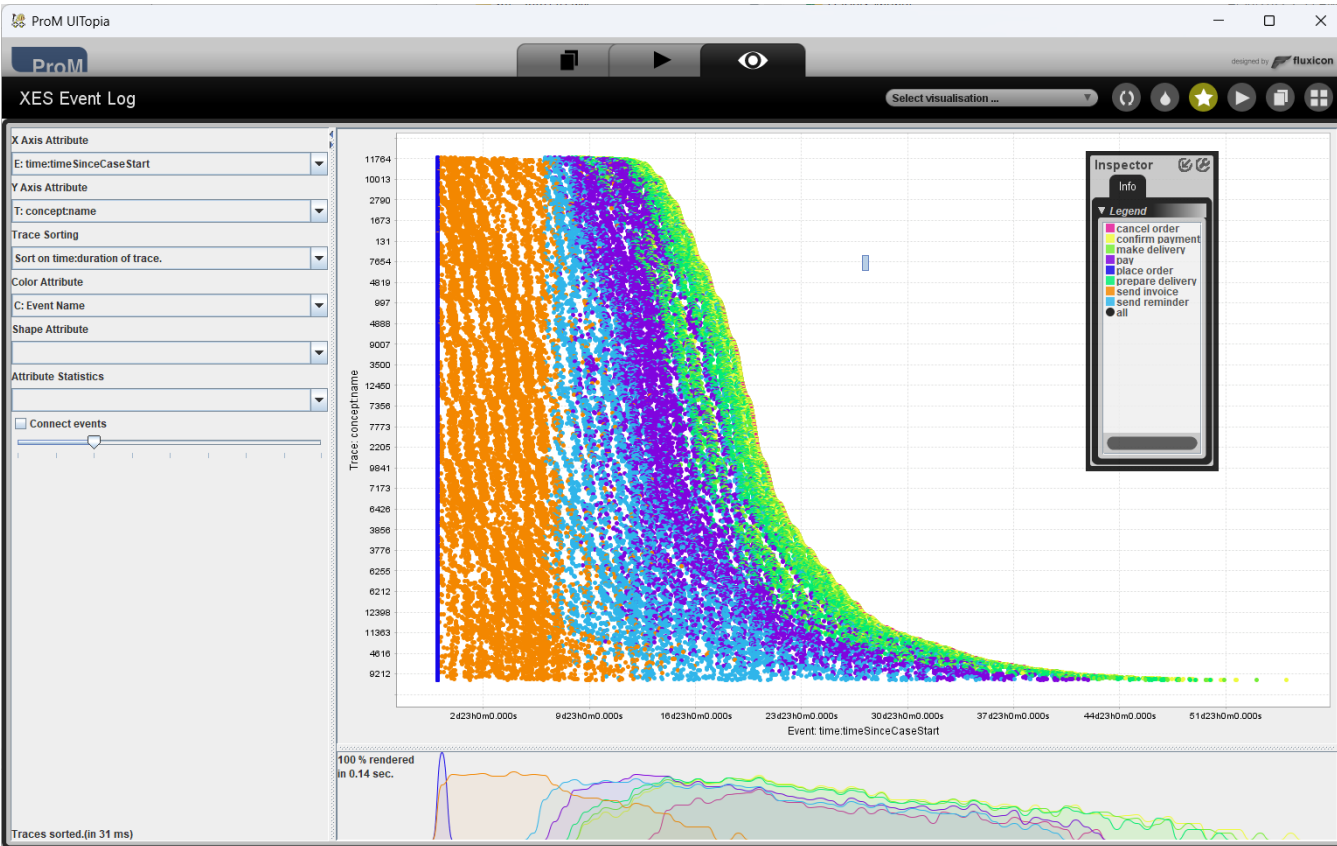 ProM UITopia
ProM
designed by fluxicon
XES Event Log
Select visualisation ...
X Axis Attribute
E: time:timeSinceCaseStart
Y Axis Attribute
T: concept:name
Trace Sorting
Sort on time:duration of trace.
Color Attribute
C: Event Name
Shape Attribute
Attribute Statistics
Connect events
Traces sorted.(in 31 ms)
Trace: concept:name
11764
10013
2790
1673
131
7654
4819
997
4888
9007
3500
12450
7358
7773
2205
9841
7173
6426
3856
3776
6255
6212
12398
11363
4016
9212
2d23h0m0.000s
9d23h0m0.000s
16d23h0m0.000s
23d23h0m0.000s
30d23h0m0.000s
37d23h0m0.000s
44d23h0m0.000s
51d23h0m0.000s
Event: time:timeSinceCaseStart
Inspector
Info
Legend
cancel order
confirm payment
make delivery
pay
place order
prepare delivery
send invoice
send reminder
all
100 % rendered
in 0.14 sec.